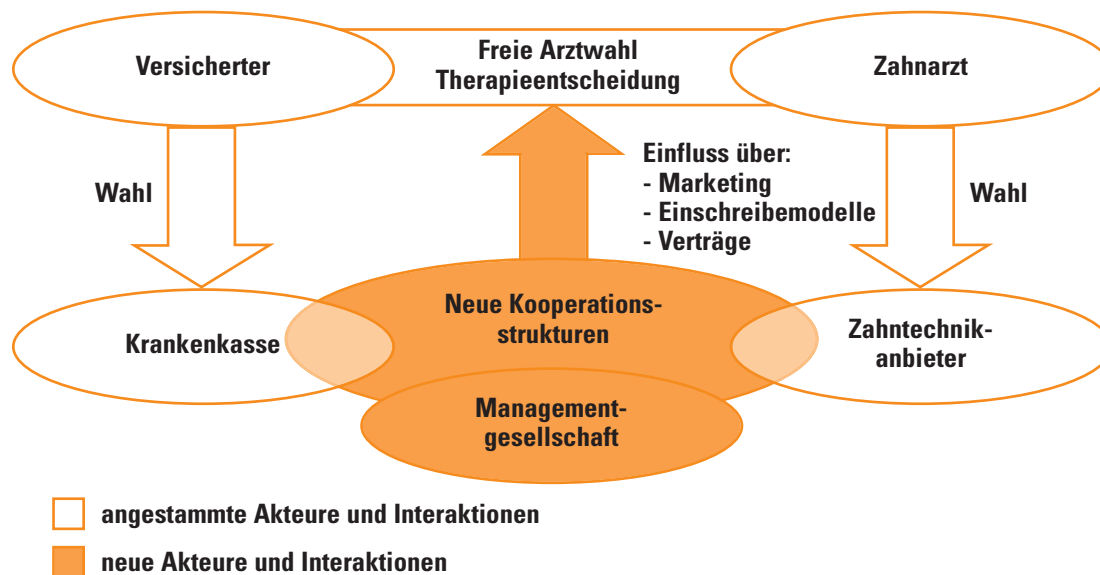 Versicherter
Freie Arztwahl
Therapieentscheidung
Zahnarzt
Wahl
Einfluss über:
- Marketing
- Einschreibemodelle
- Verträge
Wahl
Krankenkasse
Neue Kooperations-
strukturen
Zahntechnik-
anbieter
Management-
gesellschaft
angestammte Akteure und Interaktionen
neue Akteure und Interaktionen